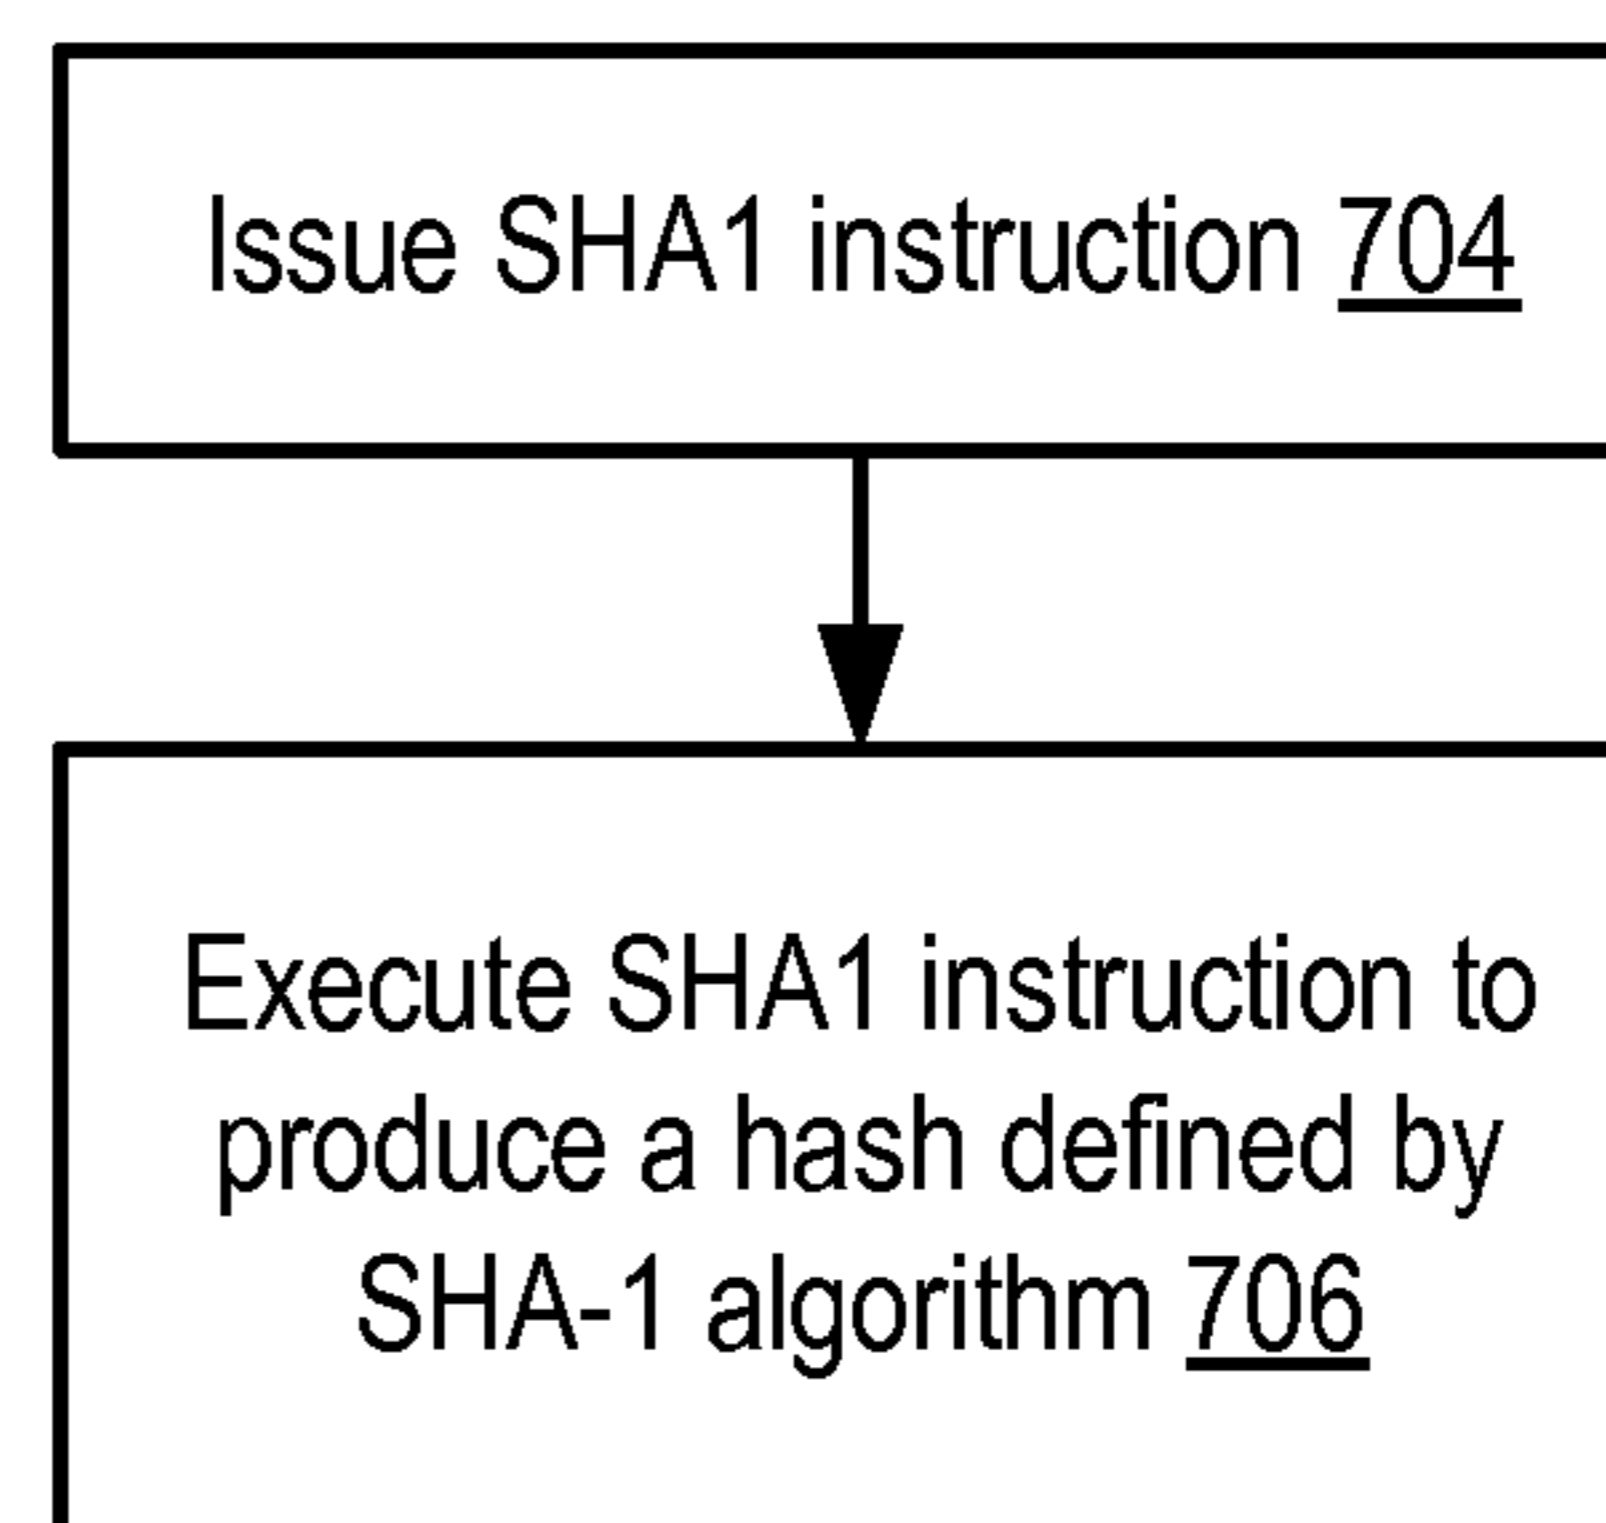 Issue SHA1 instruction 704
Execute SHA1 instruction to
produce a hash defined by
SHA-1 algorithm 706